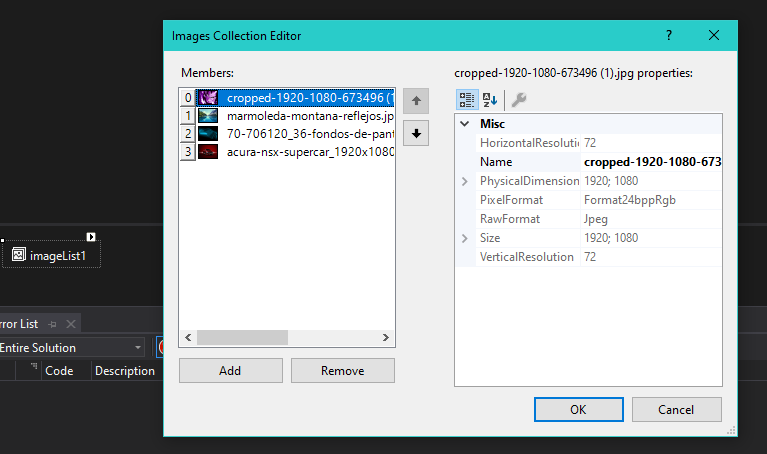 Images Collection Editor
?
Members:
0 cropped-1920-1080-673496 (1
1 marmoleda-montana-reflejos.jp
2 70-706120_36-fondos-de-pant
3 acura-nsx-supercar_1920x1080
Add
Remove
cropped-1920-1080-673496 (1).jpg properties:
Misc
HorizontalResoluti 72
Name cropped-1920-1080-673
PhysicalDimension 1920; 1080
PixelFormat Format24bppRgb
RawFormat Jpeg
Size 1920; 1080
VerticalResolution 72
OK
Cancel
imageList1
rror List
Entire Solution
Code Description